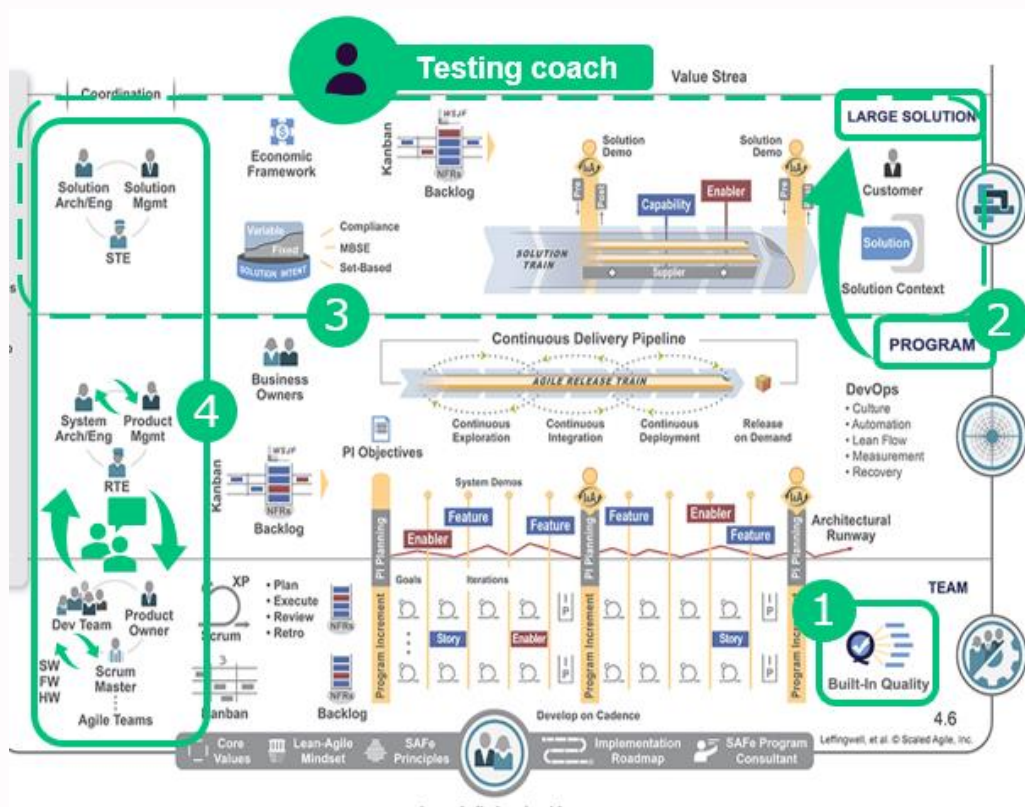 Testing coach
Value Strea
Coordination
LARGE SOLUTION
Solution
Arch/Eng
Solution
Mgmt
STE
Economic
Framework
Kanban
WSJF
NFRs
Backlog
Solution
Demo
Solution
Demo
I&A
I&A
Pre
Post
Pre
Customer
Capability
Enabler
Variable
Fixed
SOLUTION INTENT
Compliance
MBSE
Set-Based
SOLUTION
TRAIN
Supplier
Solution
Solution Context
s
3
2
PROGRAM
Continuous Delivery Pipeline
Business
Owners
AGILE RELEASE TRAIN
4
System
Arch/Eng
Product
Mgmt
RTE
PI Objectives
Continuous
Exploration
Continuous
Integration
Continuous
Deployment
Release
on Demand
DevOps
• Culture
• Automation
• Lean Flow
• Measurement
• Recovery
Kanban
WSJF
NFRs
Backlog
System Demos
I&A
I&A
Enabler
Feature
Feature
Feature
Enabler
Feature
Architectural
Runway
PI Planning
PI Planning
PI Planning
TEAM
Dev Team
Product
Owner
XP
Scrum
• Plan
• Execute
• Review
• Retro
NFRs
Goals
Iterations
Program Increment
Program Increment
Program Increment
I P
I P
I P
I P
Story
Enabler
Story
1
Built-In Quality
SW
FW
HW
Scrum
Master
Agile Teams
Kanban
NFRs
Backlog
Develop on Cadence
4.6
Leffingwell, et al. © Scaled Agile, Inc.
Core
Values
Lean-Agile
Mindset
SAFe
Principles
Implementation
Roadmap
SAFe Program
Consultant